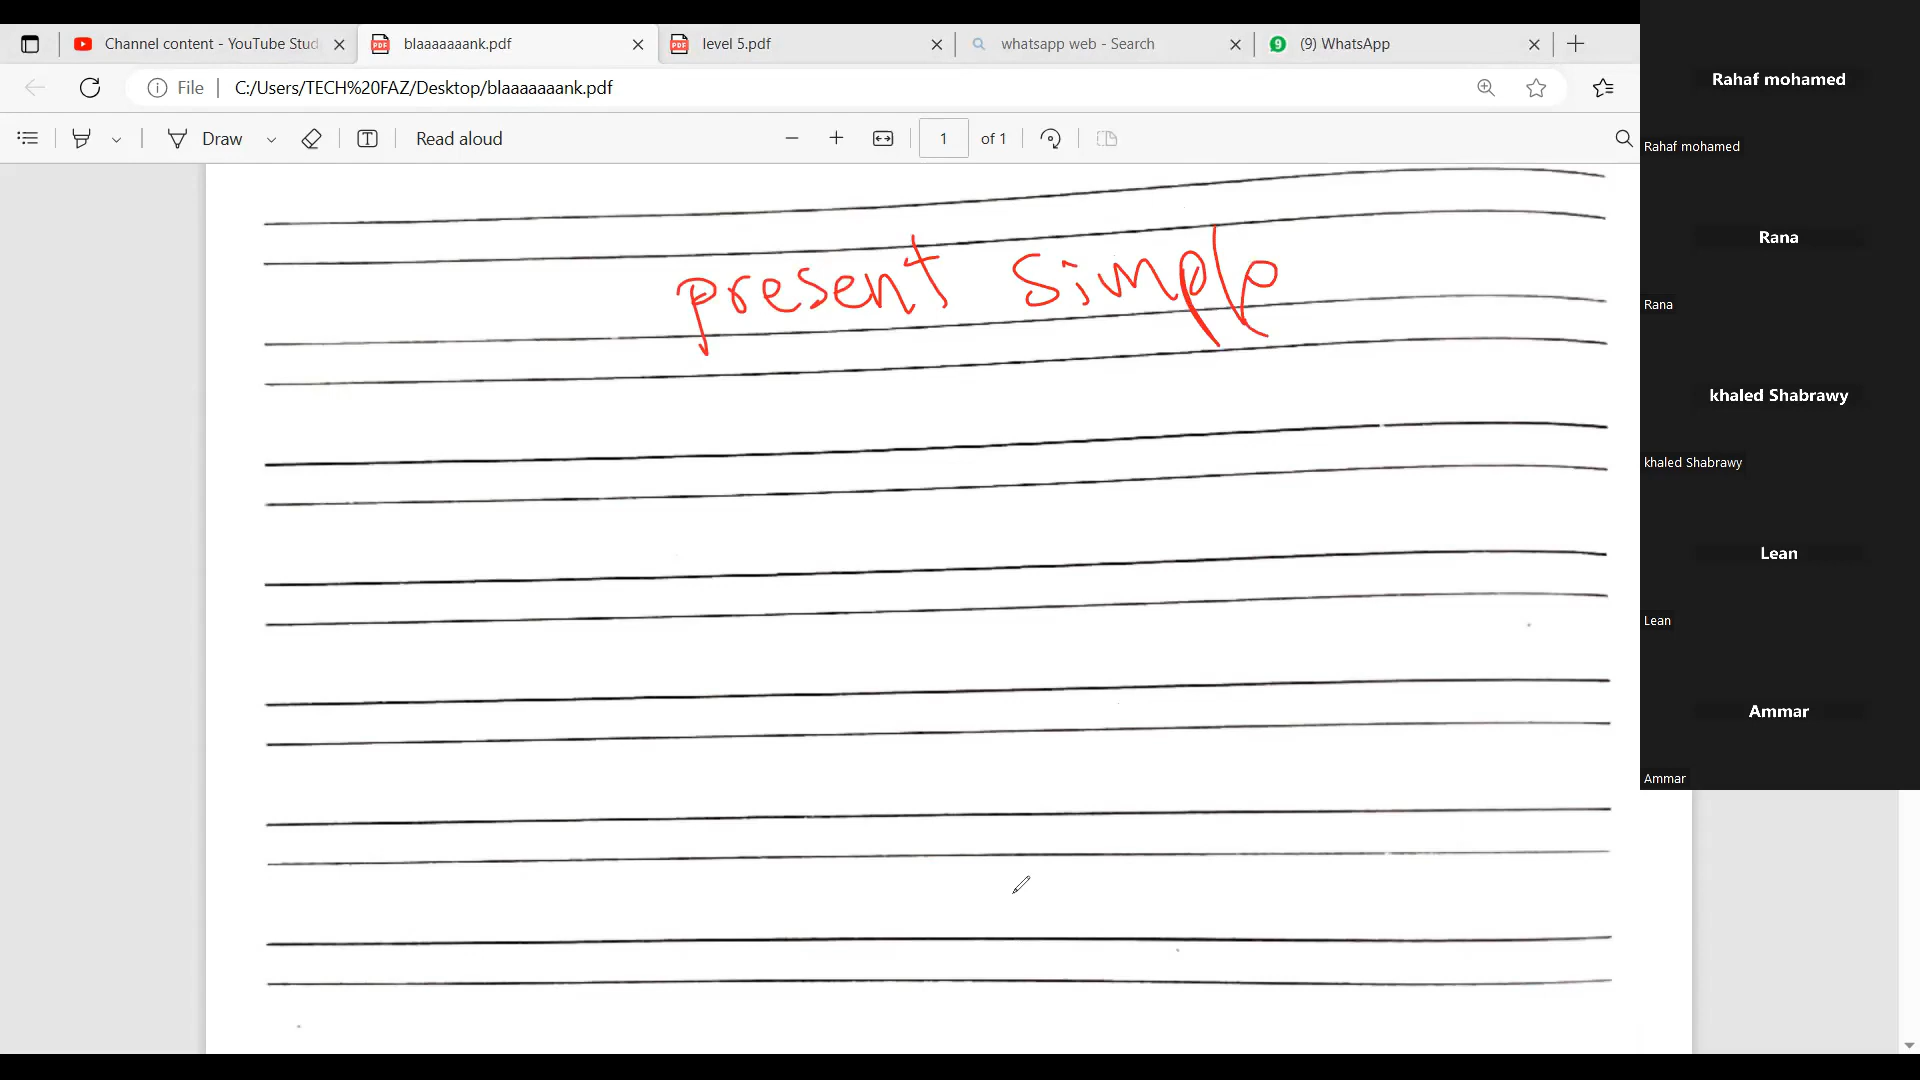 Channel content - YouTube Stud
blaaaaaaank.pdf
level 5.pdf
whatsapp web - Search
(9) WhatsApp
File
C:/Users/TECH%20FAZ/Desktop/blaaaaaaank.pdf
Draw
Read aloud
1
of 1
present simple
Rahaf mohamed
Rahaf mohamed
Rana
Rana
khaled Shabrawy
khaled Shabrawy
Lean
Lean
Ammar
Ammar